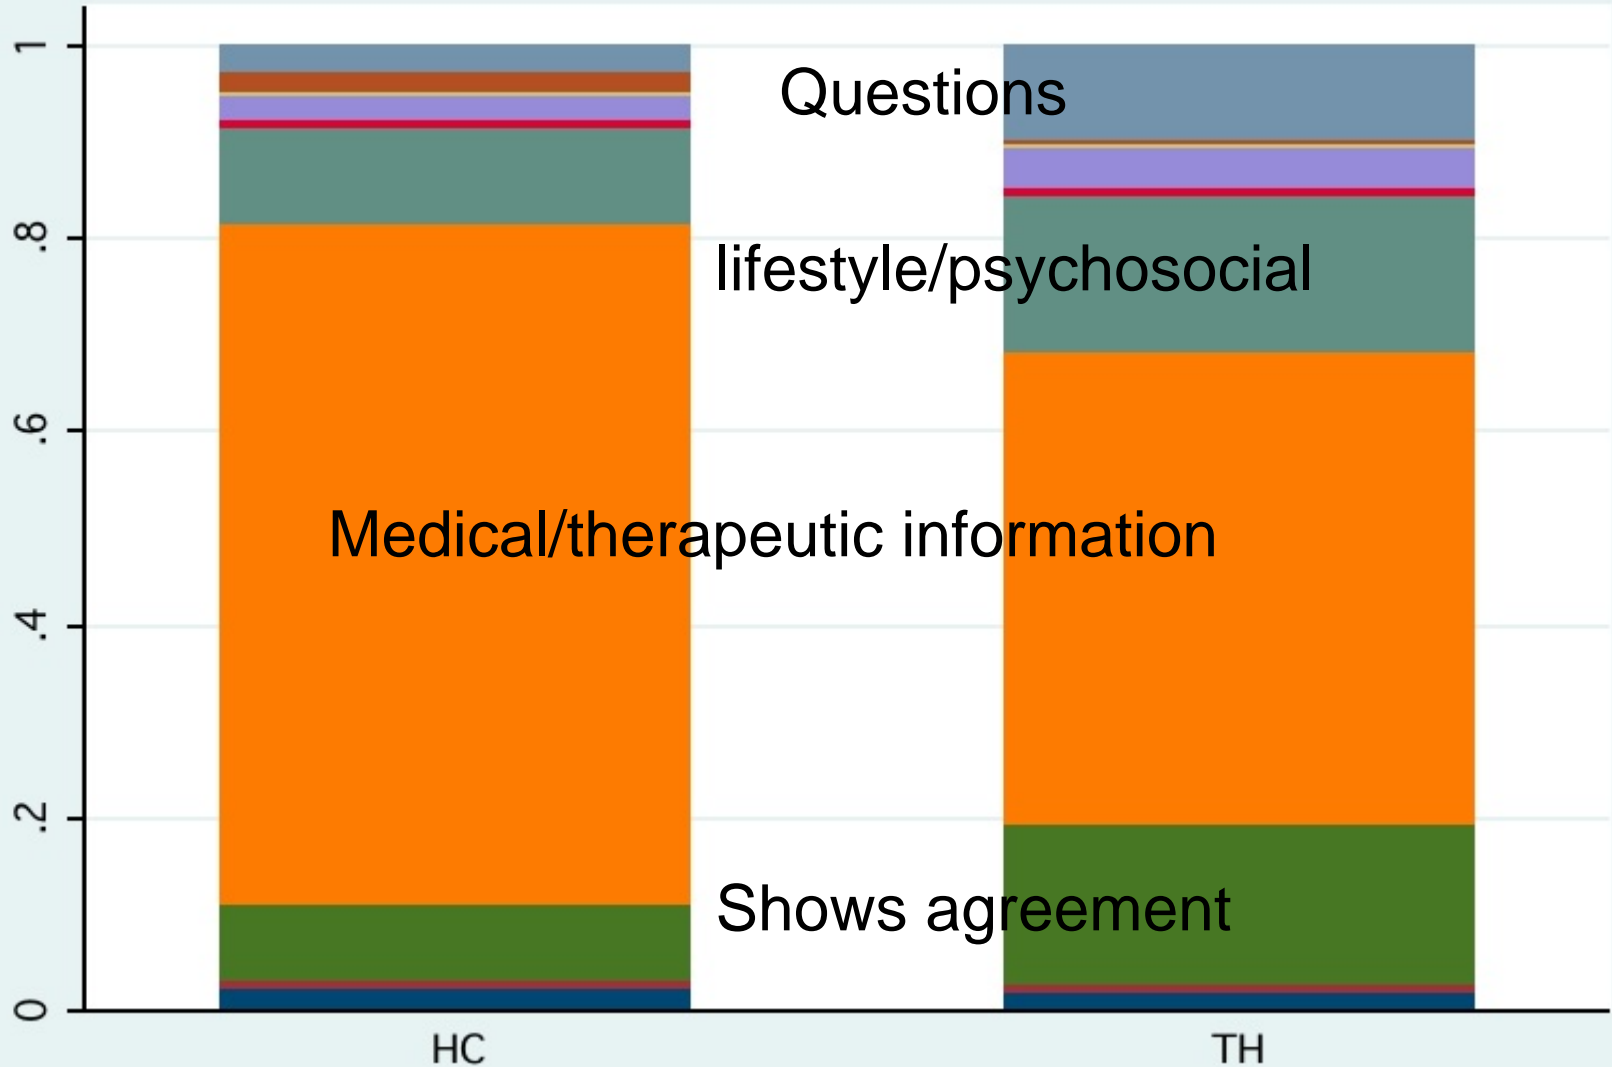 1
Questions
.8
lifestyle/psychosocial
.6
Medical/therapeutic information
.4
.2
Shows agreement
0
HC TH